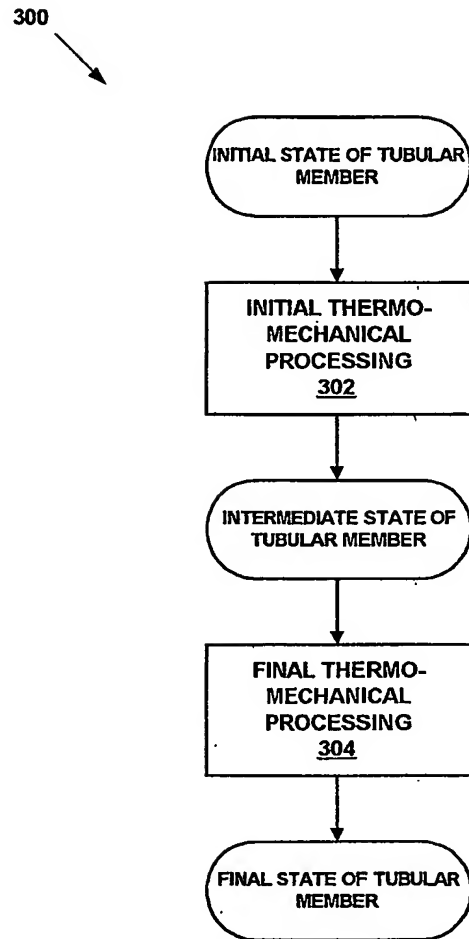 300
INITIAL STATE OF TUBULAR
MEMBER
INITIAL THERMO-
MECHANICAL
PROCESSING
302
INTERMEDIATE STATE OF
TUBULAR MEMBER
FINAL THERMO-
MECHANICAL
PROCESSING
304
FINAL STATE OF TUBULAR
MEMBER